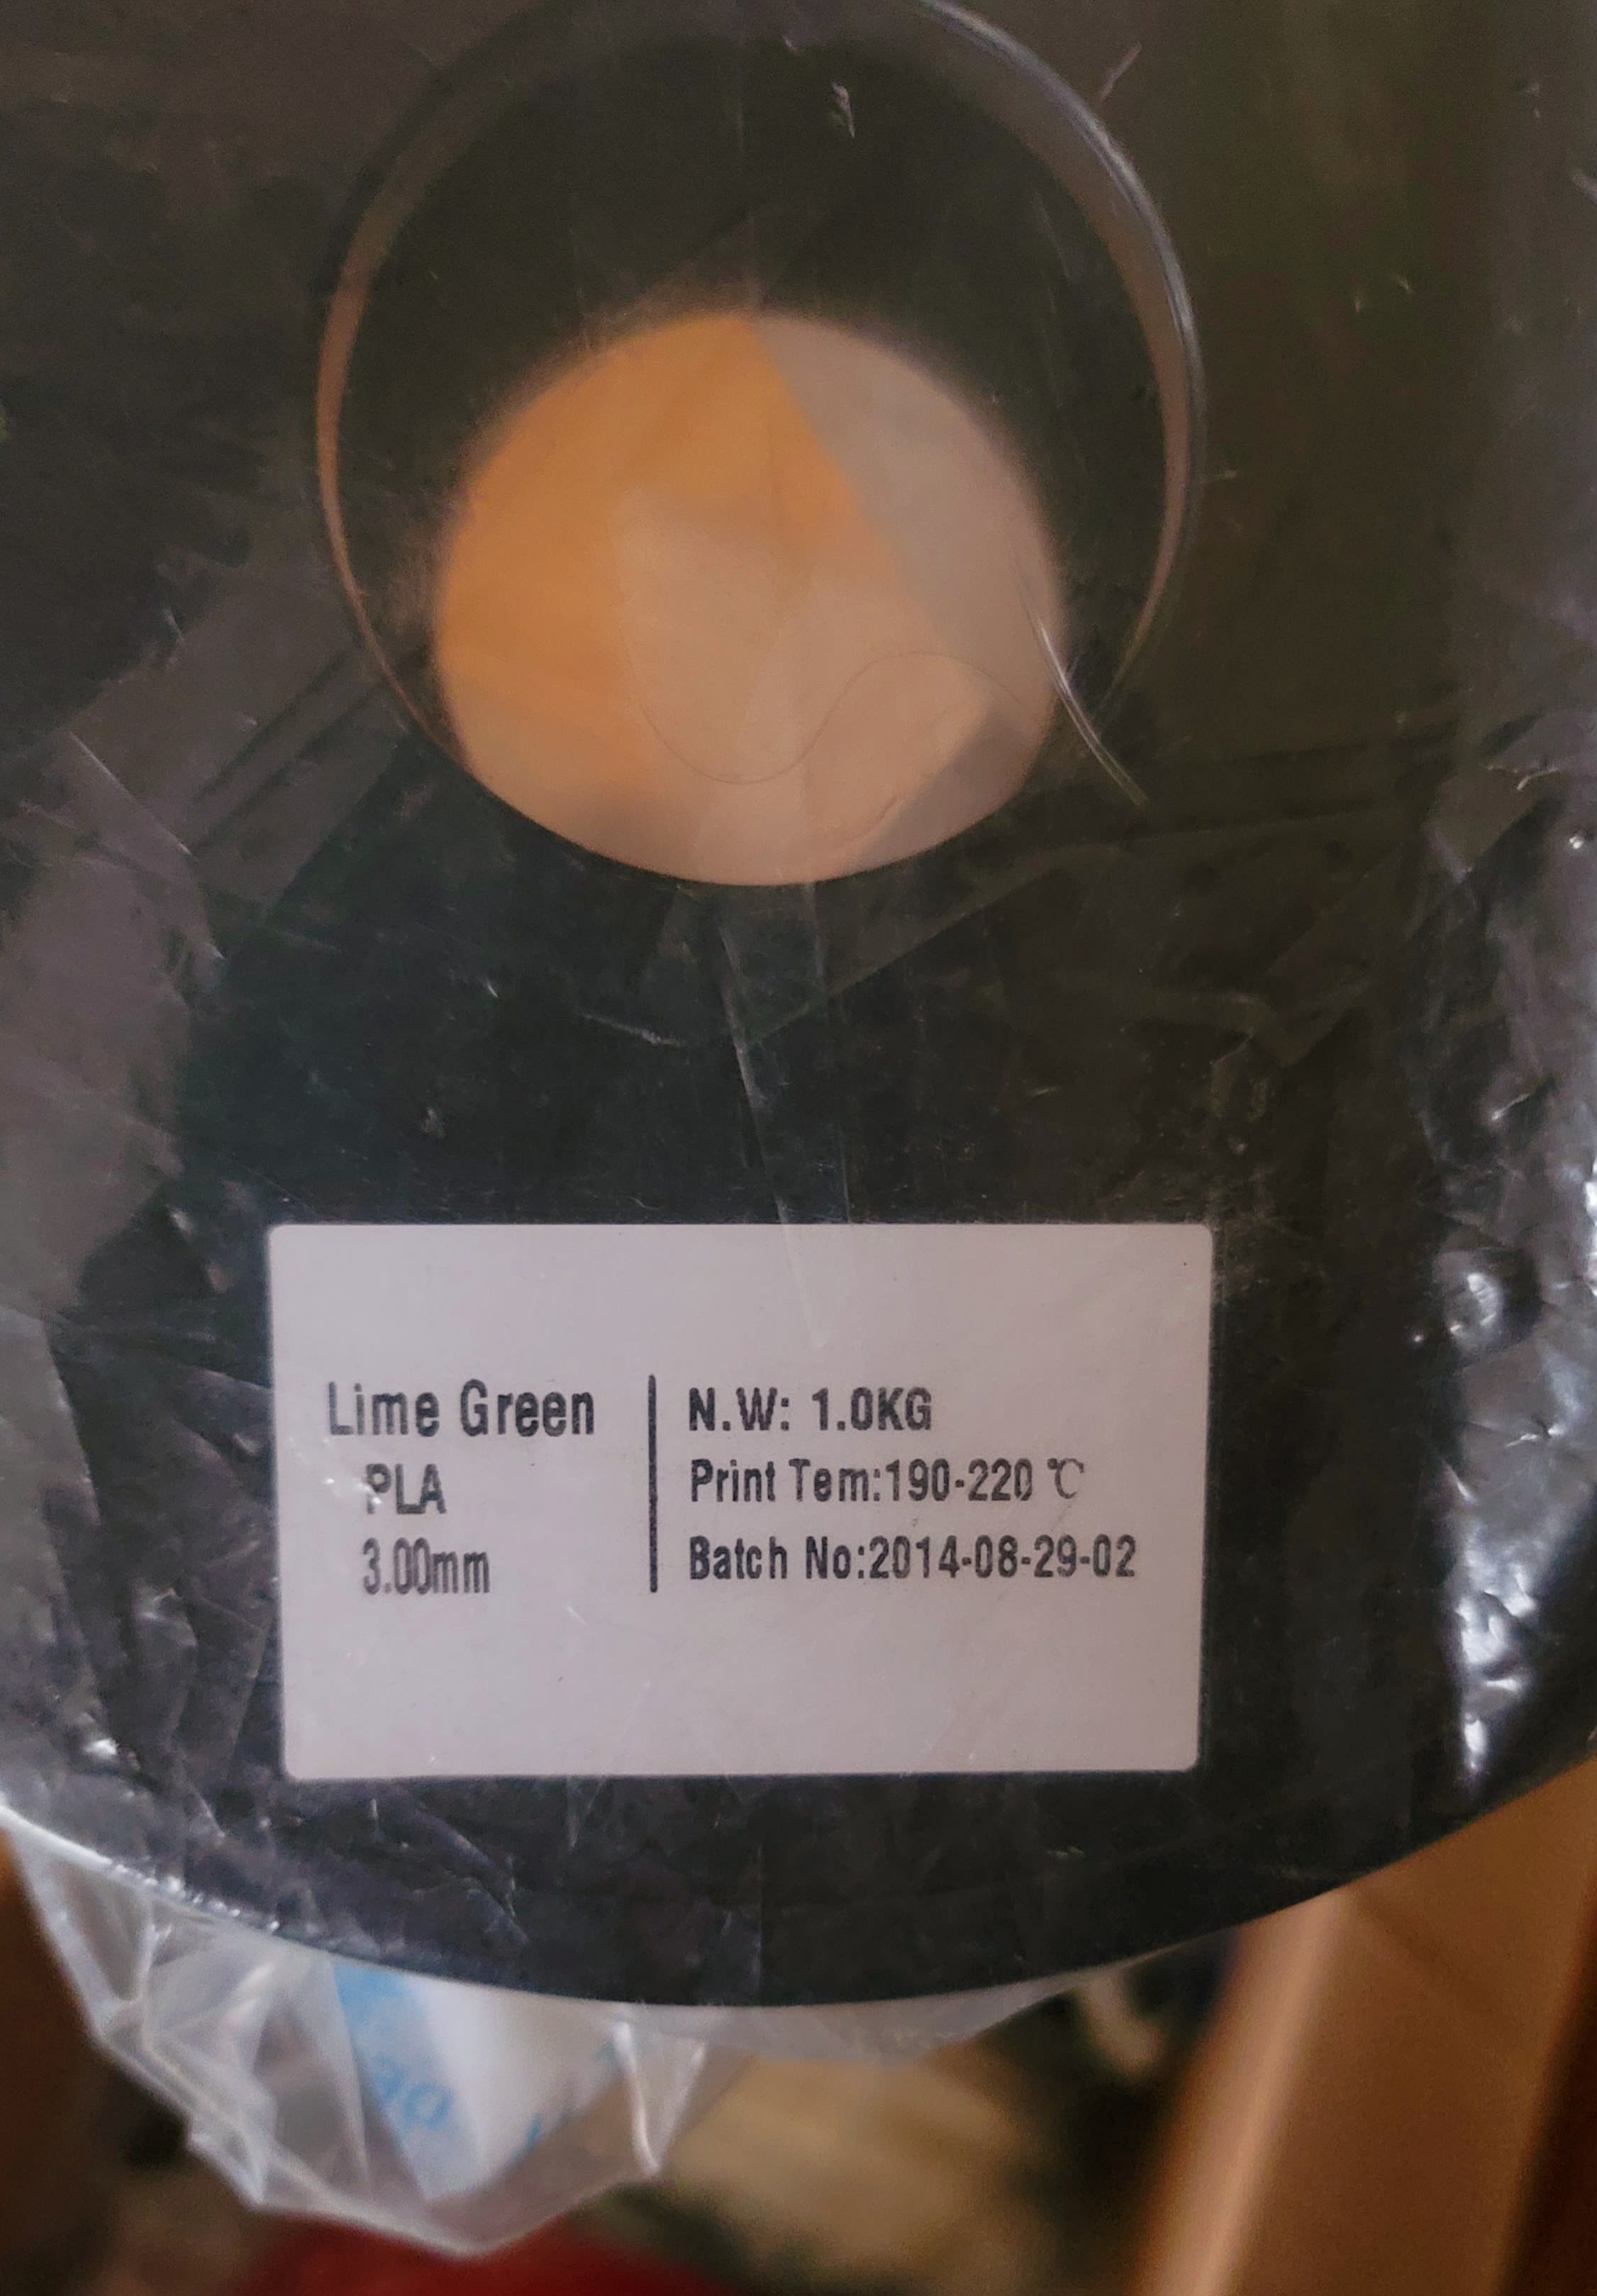 Lime Green
PLA
3.00mm
N.W: 1.0KG
Print Tem:190-220 ℃
Batch No:2014-08-29-02